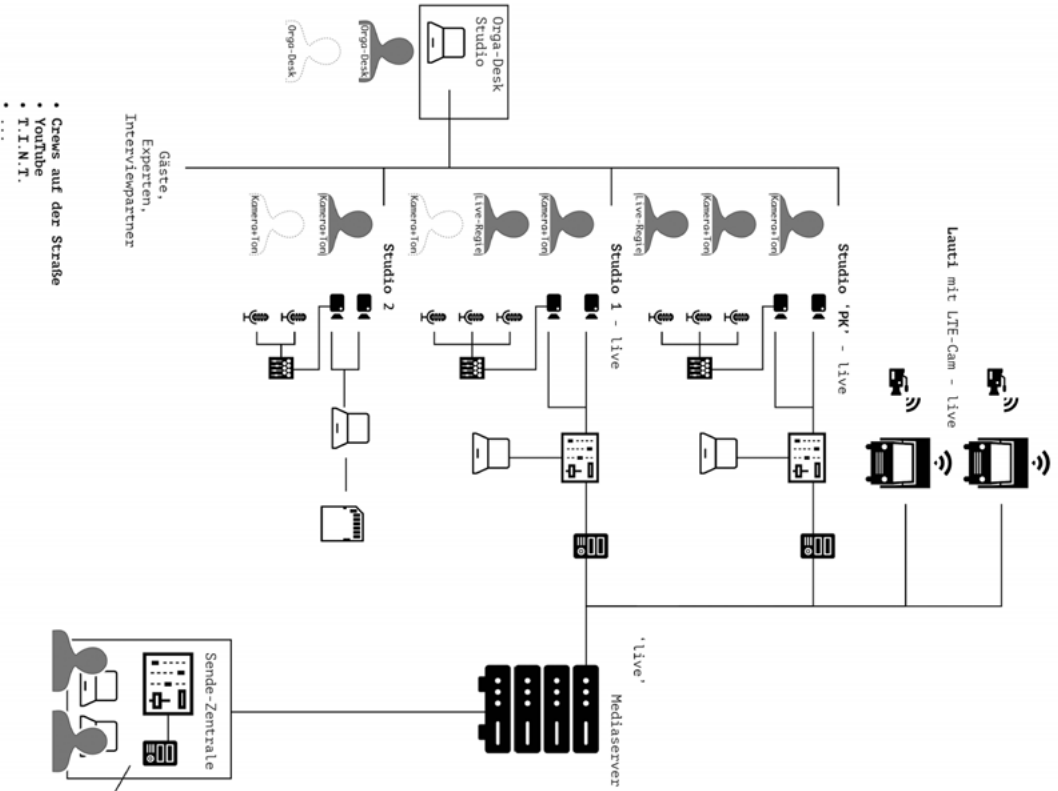 Lauti mit LTE-Cam - live
Studio 'PK' - live
Kamera+Ton
Kamera+Ton
Live-Regie
Studio 1 - live
Kamera+Ton
Live-Regie
Kamera+Ton
Studio 2
Kamera+Ton
Kamera+Ton
Orga-Desk
Studio
Orga-Desk
Orga-Desk
Gäste,
Experten,
Interviewpartner
• Crews auf der Straße
• YouTube
• T.I.N.T.
• ...
'live'
Mediaserver
Sende-Zentrale